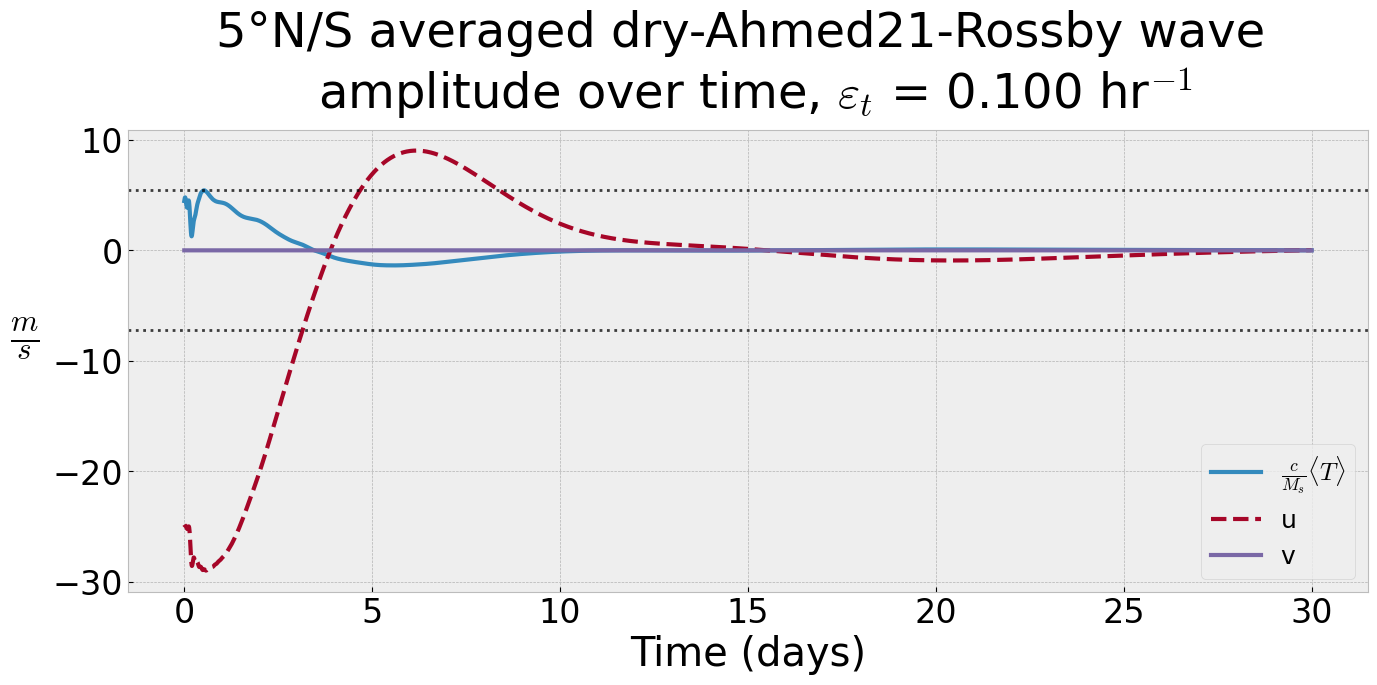 5°N/S averaged dry-Ahmed21-Rossby wave
amplitude over time, εₜ = 0.100 hr⁻¹
10
0
−10
−20
−30
m/s
0 5 10 15 20 25 30
Time (days)
c/Mₛ⟨T⟩
u
v